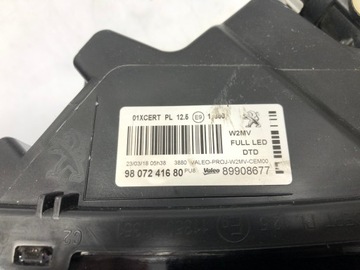 01XCERT PL 12.5 E9
W2MV
FULL LED
DTD
23/03/18 05h38 3880 VALEO-PROJ-W2MV-CEM00
98 072 416 80 Valeo 89908677